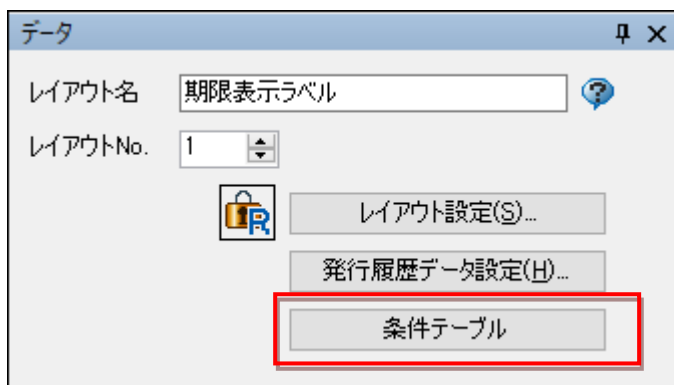 データ
レイアウト名 期限表示ラベル
レイアウトNo. 1
R
レイアウト設定(S)...
発行履歴データ設定(H)...
条件テーブル